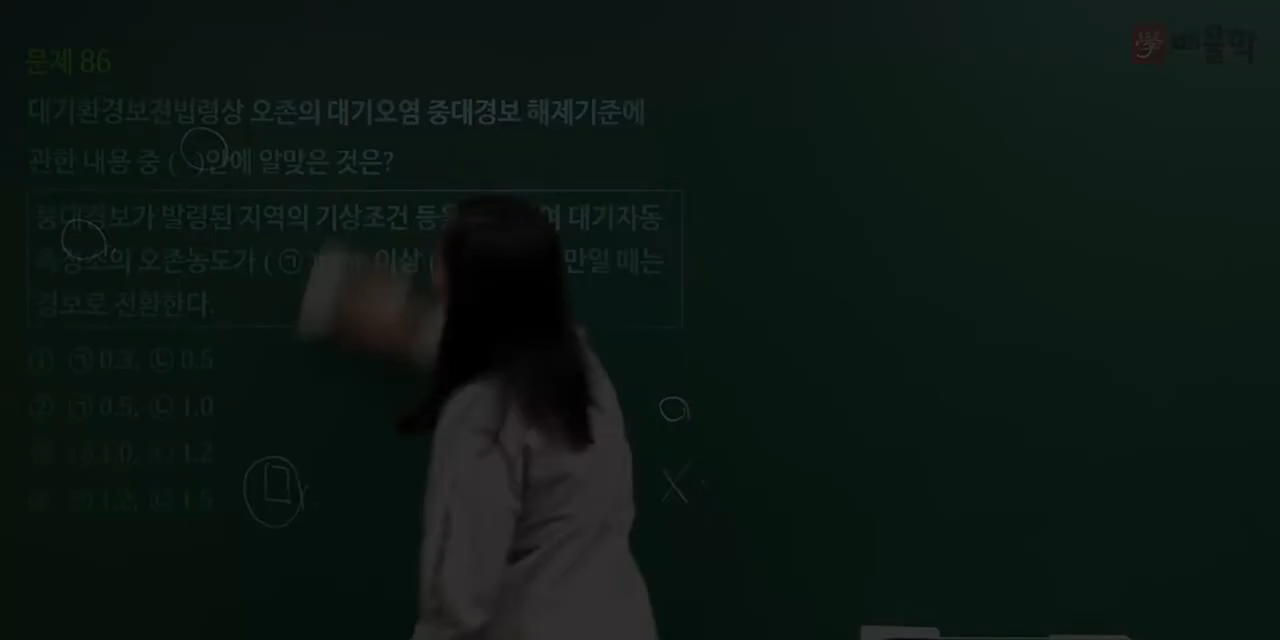 문제 86
대기환경보전법령상 오존의 대기오염 중대경보 해제기준에
관한 내용 중 ( )안에 알맞은 것은?
중대경보가 발령된 지역의 기상조건 등을 여 대기자동
측정소의 오존농도가 ( ㉠ ) 이상 ( 만일 때는
경보로 전환한다.
① ㉠ 0.3, ㉡ 0.5
② ㉠ 0.5, ㉡ 1.0
③ ㉠ 1.0, ㉡ 1.2
④ ㉠ 1.2, ㉡ 1.5
학